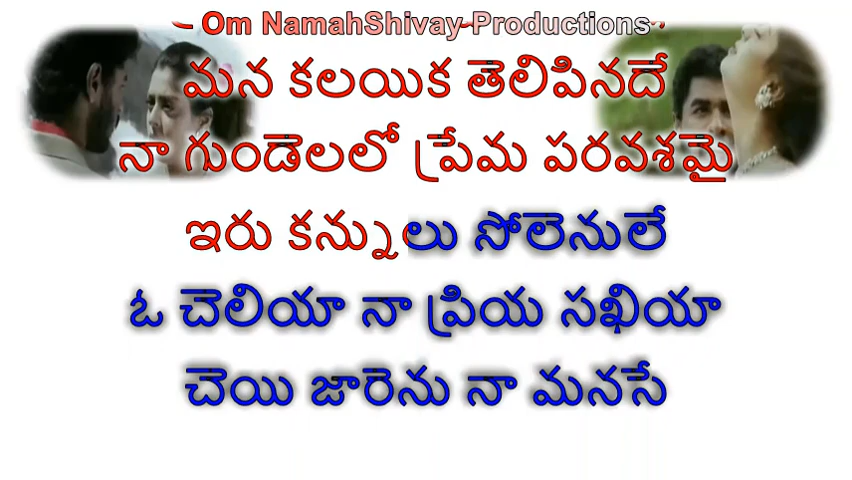 Om NamahShivay Productions
మన కలయిక తెలిపినదే
నా గుండెలలో ప్రేమ పరవశమై
ఇరు కన్నులు సోలెనులే
ఓ చెలియా నా ప్రియ సఖియా
చెయి జారెను నా మనసే